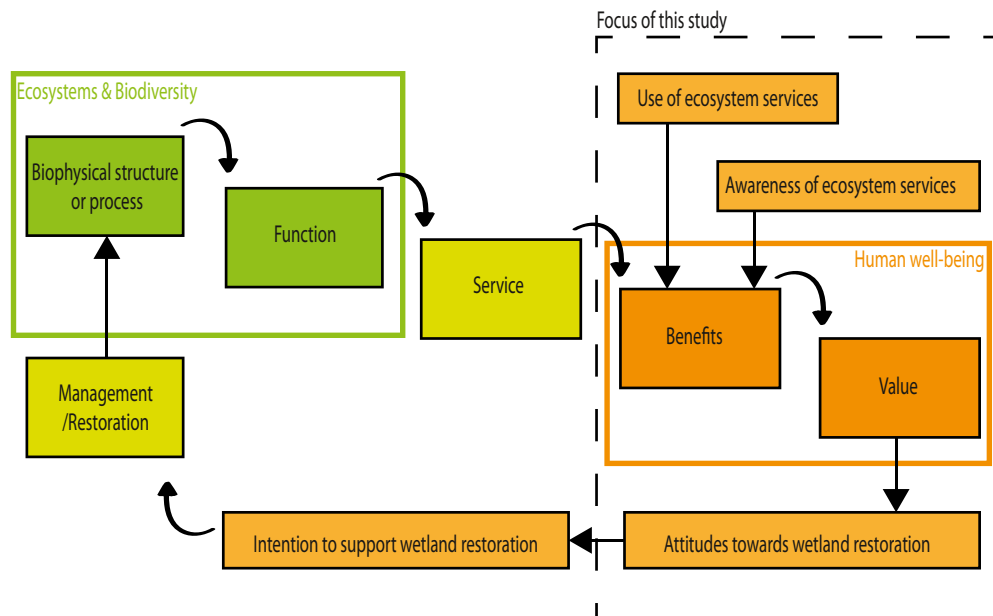 Focus of this study
Ecosystems & Biodiversity
Use of ecosystem services
Biophysical structure
or process
Awareness of ecosystem services
Function
Service
Human well-being
Benefits
Management
/Restoration
Value
Intention to support wetland restoration
Attitudes towards wetland restoration